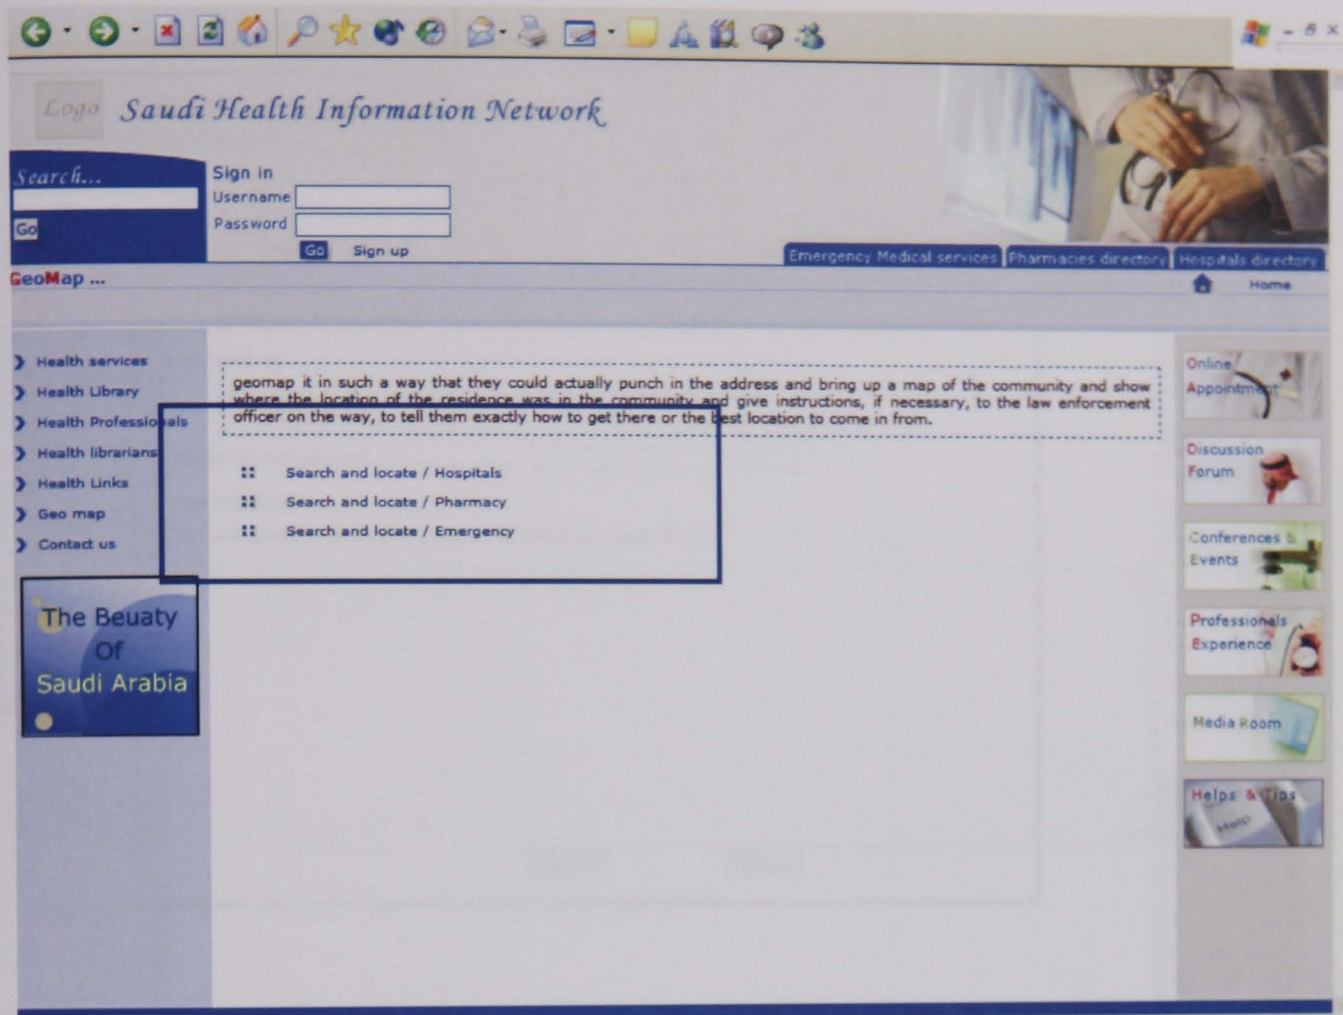 Logo Saudi Health Information Network
Search...
Go
Sign in
Username
Password
Go Sign up
Emergency Medical services Pharmacies directory Hospitals directory
GeoMap ...
Home
Health services
Health Library
Health Professionals
Health librarians
Health Links
Geo map
Contact us
The Beuaty
Of
Saudi Arabia
geomap it in such a way that they could actually punch in the address and bring up a map of the community and show
where the location of the residence was in the community and give instructions, if necessary, to the law enforcement
officer on the way, to tell them exactly how to get there or the best location to come in from.
Search and locate / Hospitals
Search and locate / Pharmacy
Search and locate / Emergency
Online
Appointment
Discussion
Forum
Conferences &
Events
Professionals
Experience
Media Room
Helps & Tips
Help